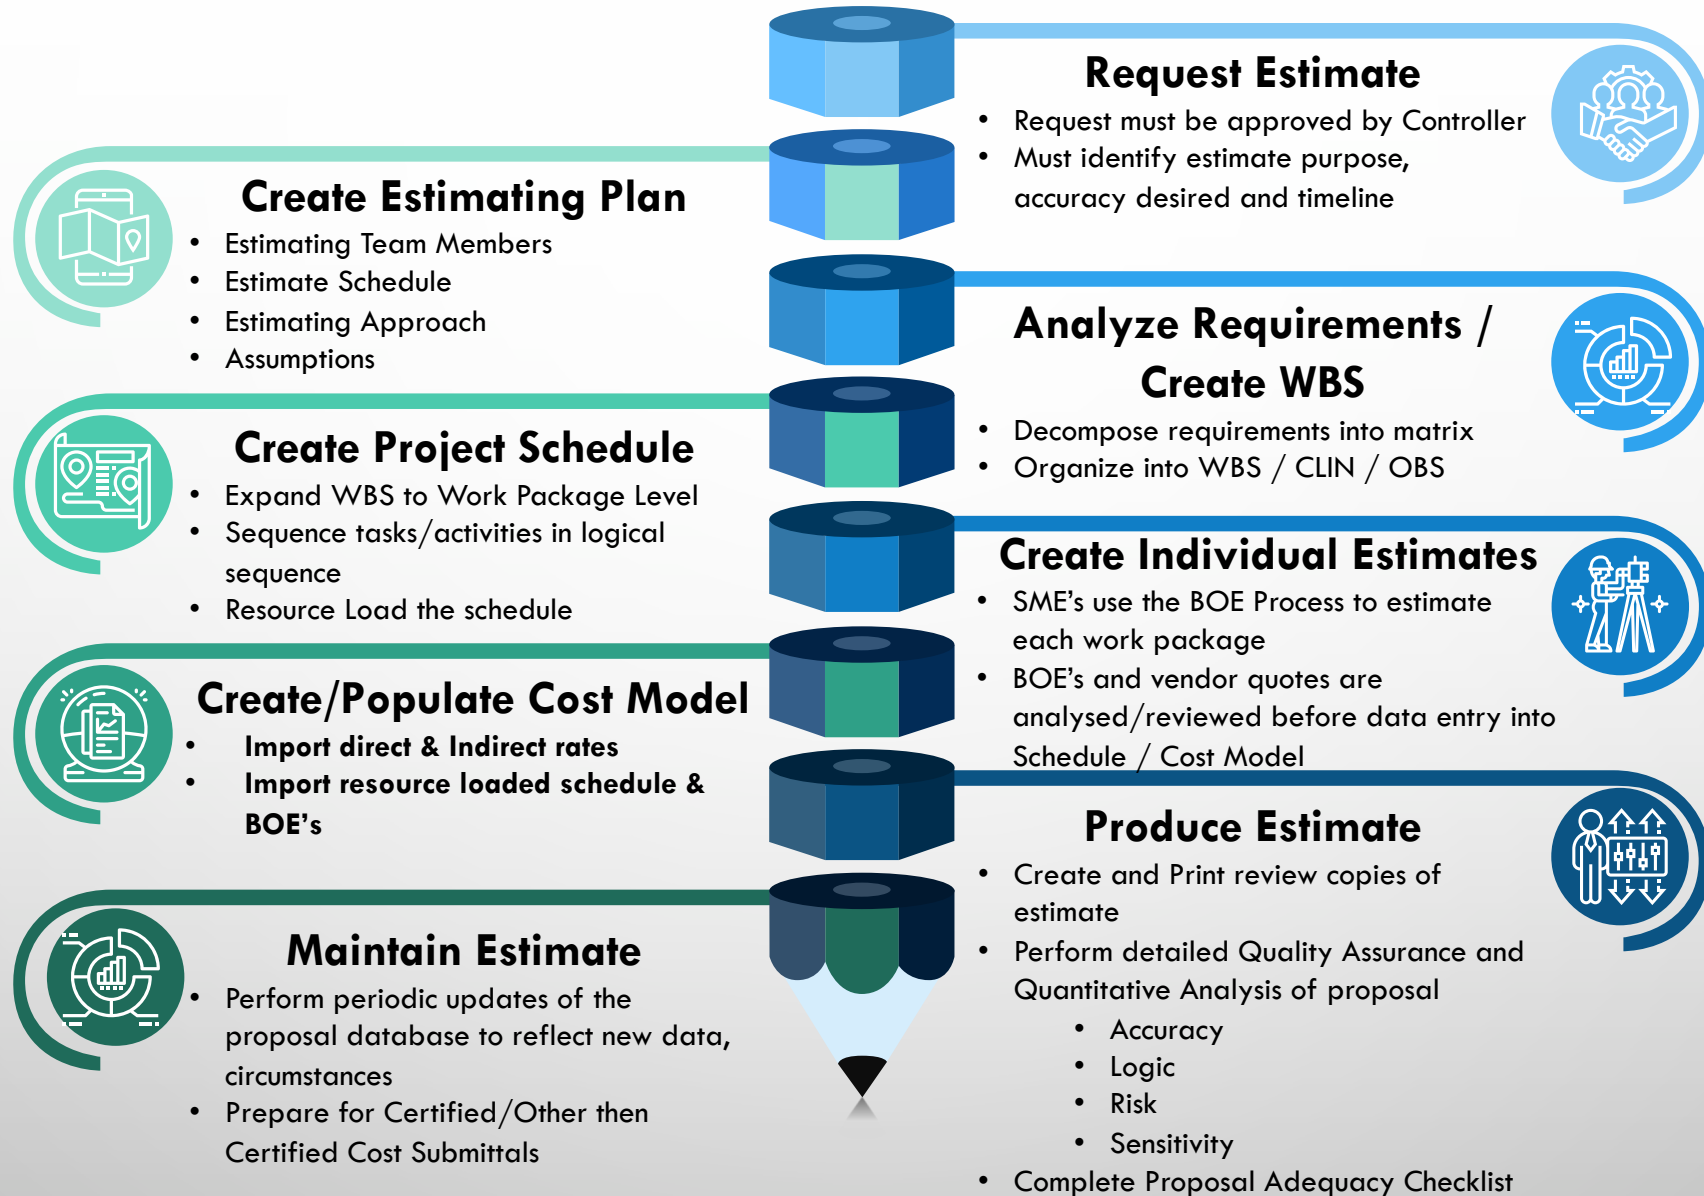 Request Estimate
• Request must be approved by Controller
• Must identify estimate purpose,
accuracy desired and timeline
Create Estimating Plan
• Estimating Team Members
• Estimate Schedule
• Estimating Approach
• Assumptions
Analyze Requirements /
Create WBS
• Decompose requirements into matrix
• Organize into WBS / CLIN / OBS
Create Project Schedule
• Expand WBS to Work Package Level
• Sequence tasks/activities in logical
sequence
• Resource Load the schedule
Create Individual Estimates
• SME’s use the BOE Process to estimate
each work package
• BOE’s and vendor quotes are
analysed/reviewed before data entry into
Schedule / Cost Model
Create/Populate Cost Model
• Import direct & Indirect rates
• Import resource loaded schedule &
BOE’s
Produce Estimate
• Create and Print review copies of
estimate
• Perform detailed Quality Assurance and
Quantitative Analysis of proposal
• Accuracy
• Logic
• Risk
• Sensitivity
• Complete Proposal Adequacy Checklist
Maintain Estimate
• Perform periodic updates of the
proposal database to reflect new data,
circumstances
• Prepare for Certified/Other then
Certified Cost Submittals